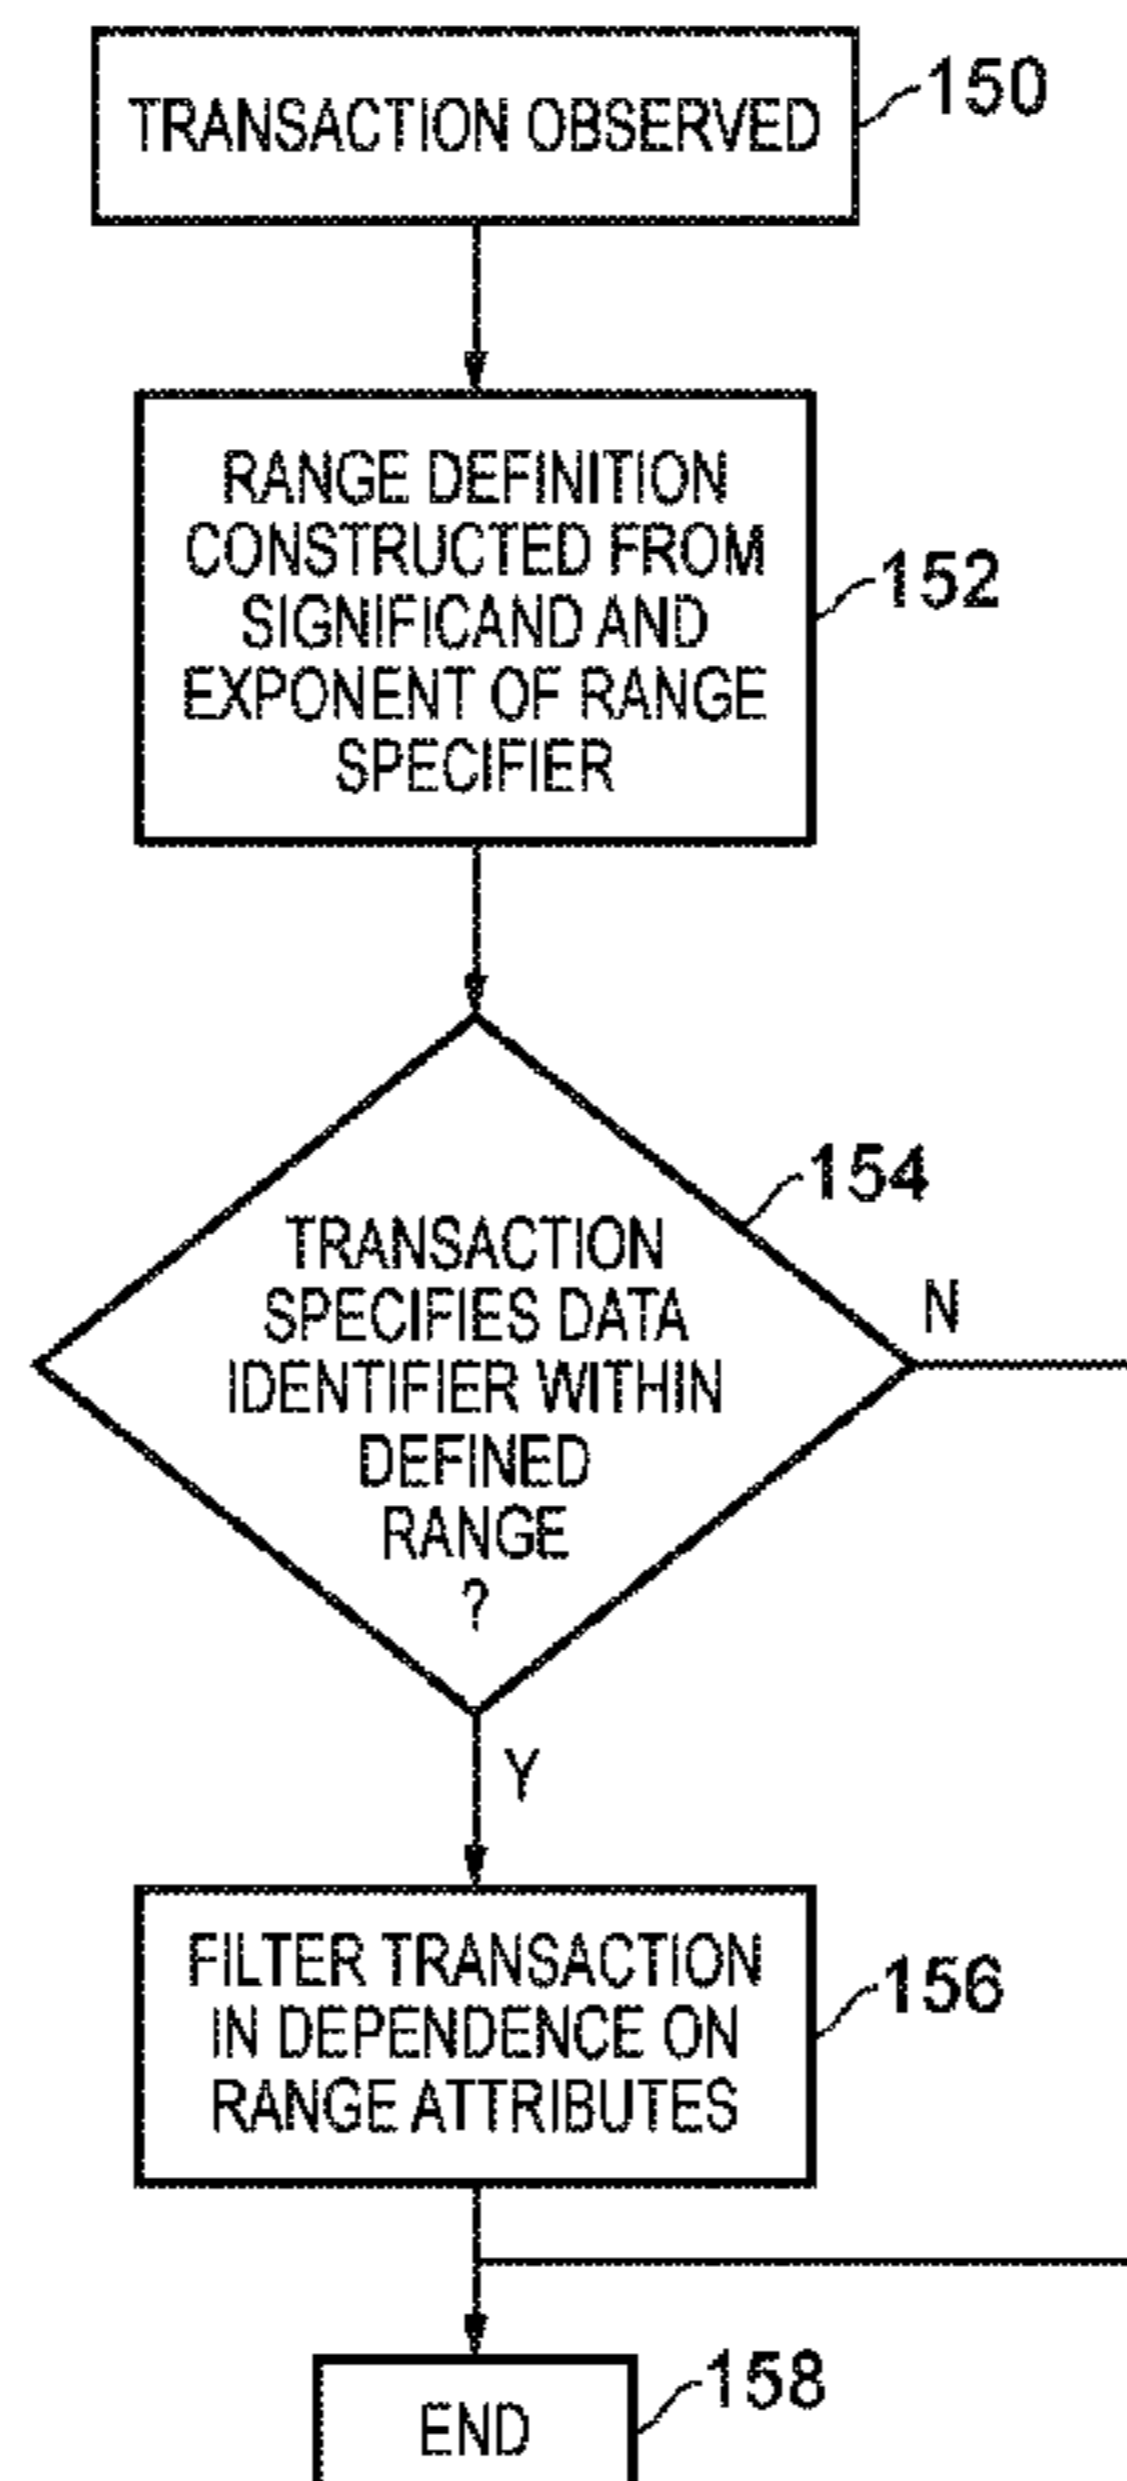 TRANSACTION OBSERVED
150
RANGE DEFINITION
CONSTRUCTED FROM
SIGNIFICAND AND
EXPONENT OF RANGE
SPECIFIER
152
154
TRANSACTION
SPECIFIES DATA
IDENTIFIER WITHIN
DEFINED
RANGE
?
N
Y
FILTER TRANSACTION
IN DEPENDENCE ON
RANGE ATTRIBUTES
156
END
158